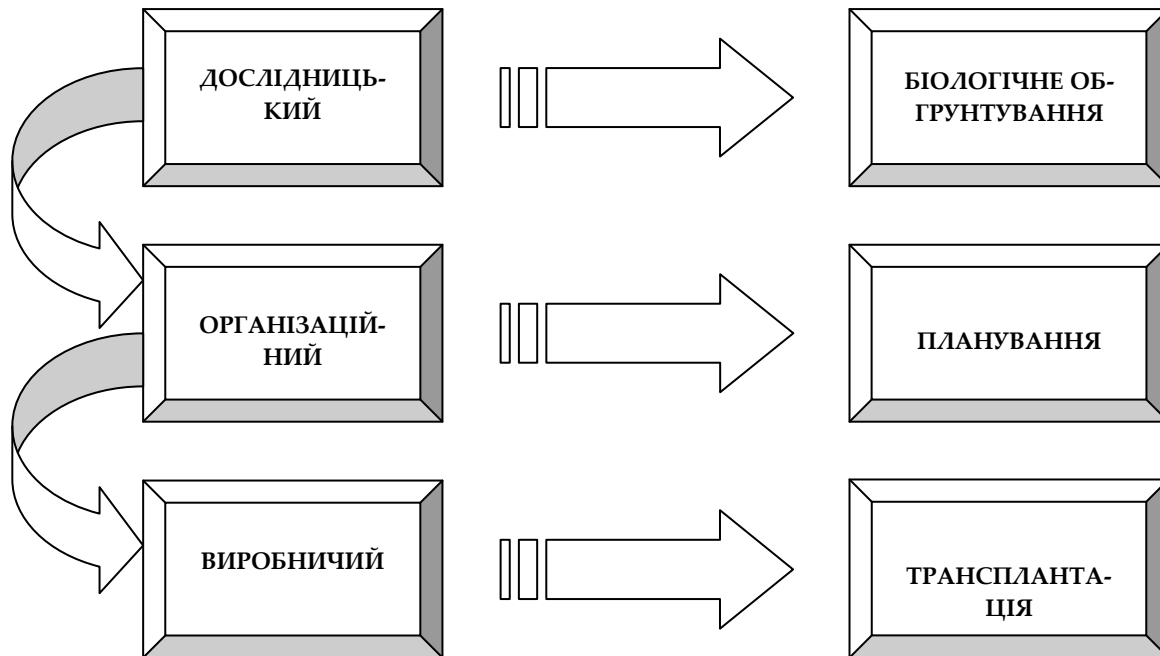 ДОСЛІДНИЦЬ-
КИЙ
БІОЛОГІЧНЕ ОБ-
ГРУНТУВАННЯ
ОРГАНІЗАЦІЙ-
НИЙ
ПЛАНУВАННЯ
ВИРОБНИЧИЙ
ТРАНСПЛАНТА-
ЦІЯ